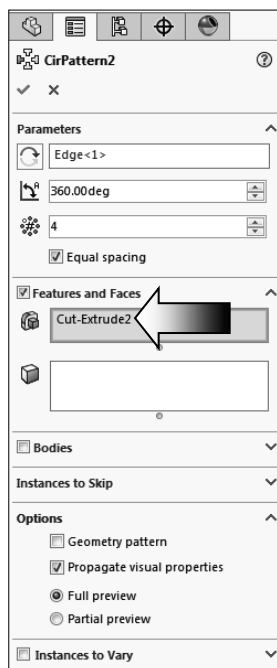 CirPattern2
Parameters
Edge<1>
360.00deg
4
Equal spacing
Features and Faces
Cut-Extrude2
Bodies
Instances to Skip
Options
Geometry pattern
Propagate visual properties
Full preview
Partial preview
Instances to Vary